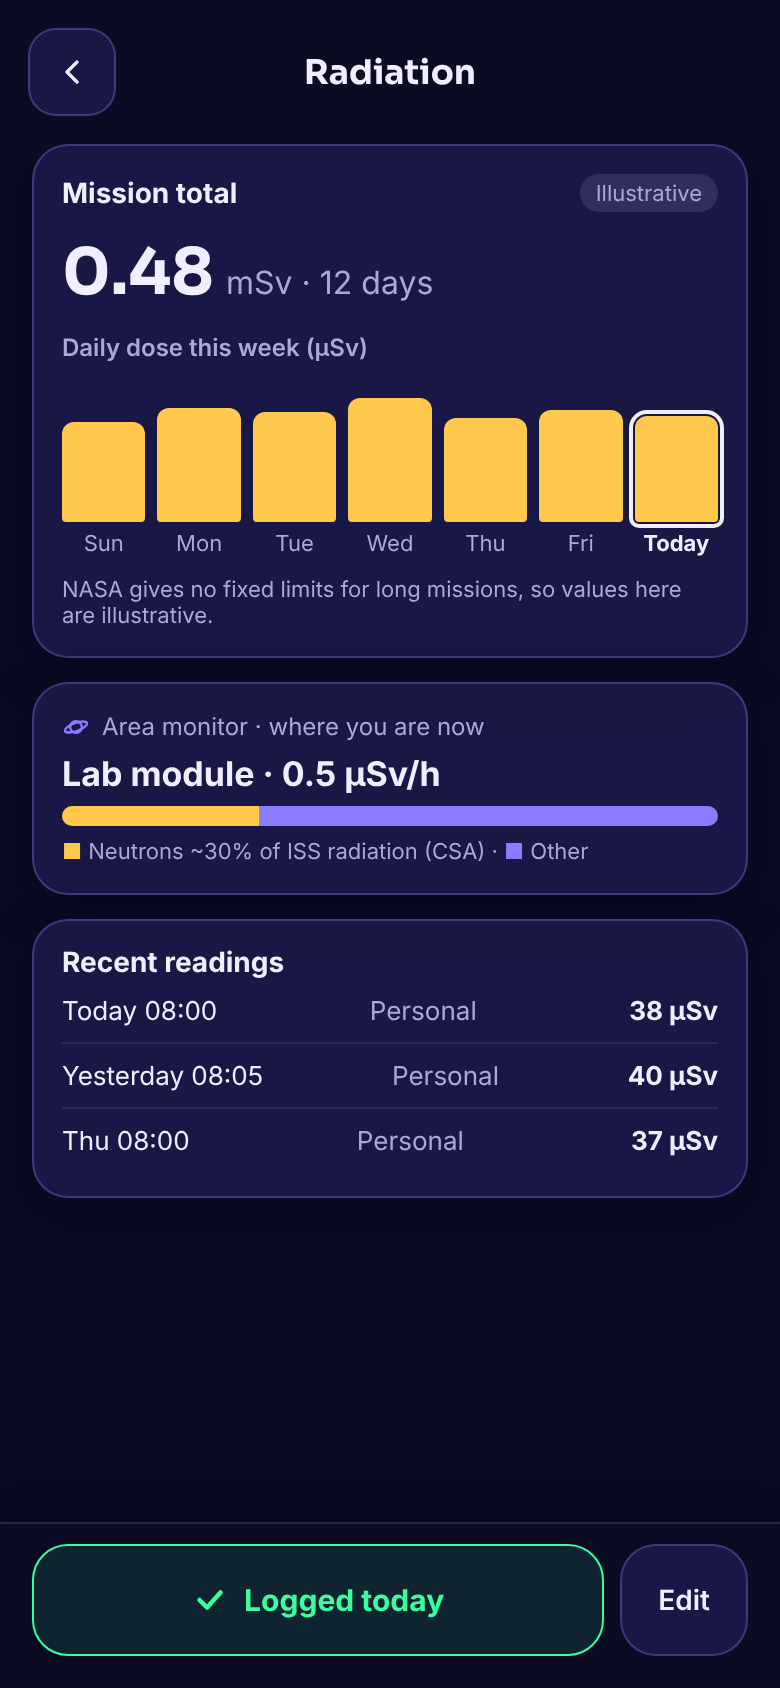 Radiation
Mission total
Illustrative
0.48 mSv · 12 days
Daily dose this week (µSv)
Sun Mon Tue Wed Thu Fri Today
NASA gives no fixed limits for long missions, so values here
are illustrative.
Area monitor · where you are now
Lab module · 0.5 µSv/h
Neutrons ~30% of ISS radiation (CSA) · Other
Recent readings
Today 08:00 Personal 38 µSv
Yesterday 08:05 Personal 40 µSv
Thu 08:00 Personal 37 µSv
Logged today
Edit